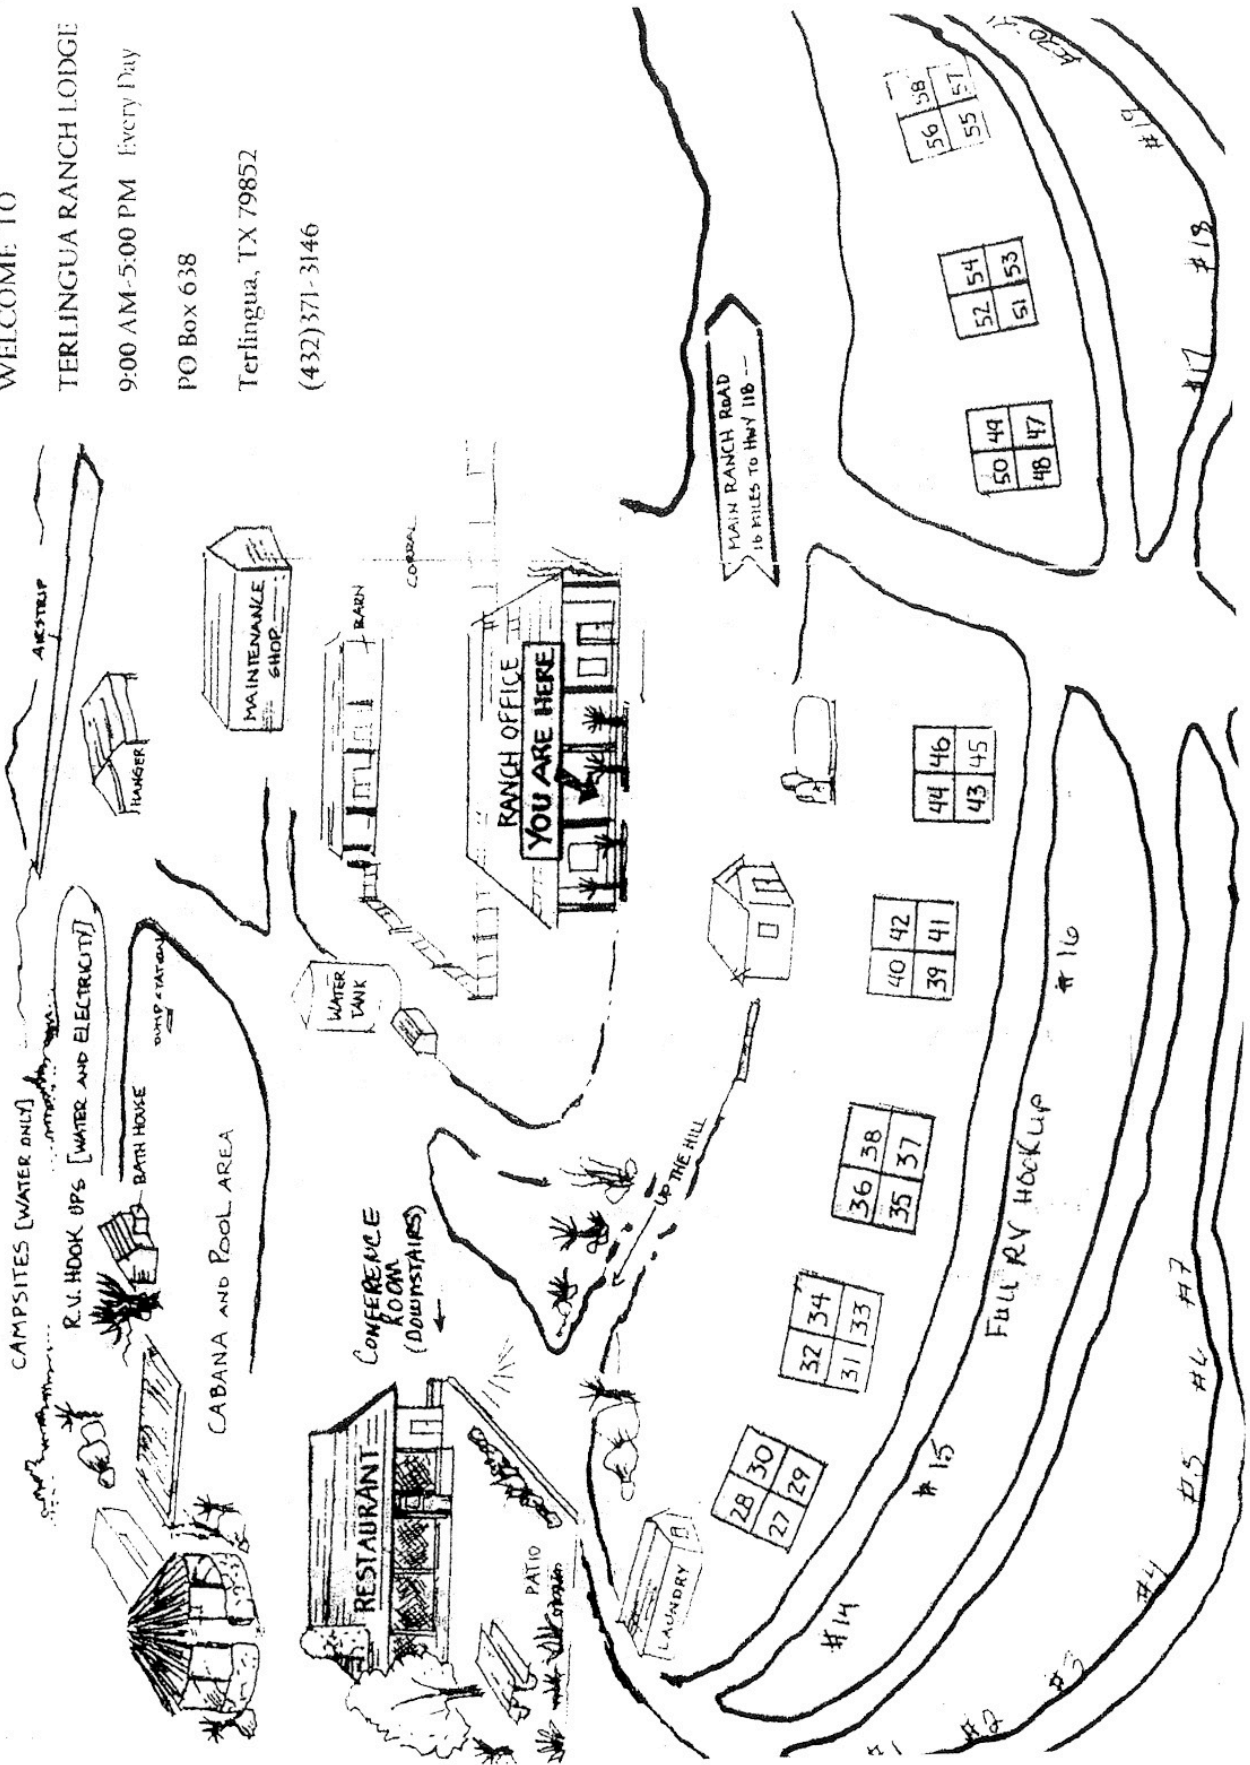 WELCOME TO
TERLINGUA RANCH LODGE
9:00 AM-5:00 PM Every Day
PO Box 638
Terlingua, TX 79852
(432)371-3146
CAMPSITES [WATER ONLY]
R.V. HOOK UPS [WATER AND ELECTRICITY]
AIRSTRIP
HANGER
BATH HOUSE
DUMP STATION
CABANA AND POOL AREA
MAINTENANCE
SHOP
WATER
TANK
BARN
CORRAL
CONFERENCE
ROOM
(DOWNSTAIRS)
RESTAURANT
PATIO
RANCH OFFICE
YOU ARE HERE
UP THE HILL
MAIN RANCH ROAD
16 MILES TO HWY 118
LAUNDRY
28 30
27 29
32 34
31 33
36 38
35 37
40 42
39 41
44 46
43 45
50 49
48 47
52 54
51 53
56 58
55 57
#14
#15
FULL RV HOOKUP
#16
#1
#2
#3
#4
#5
#6
#7
#17
#18
#19